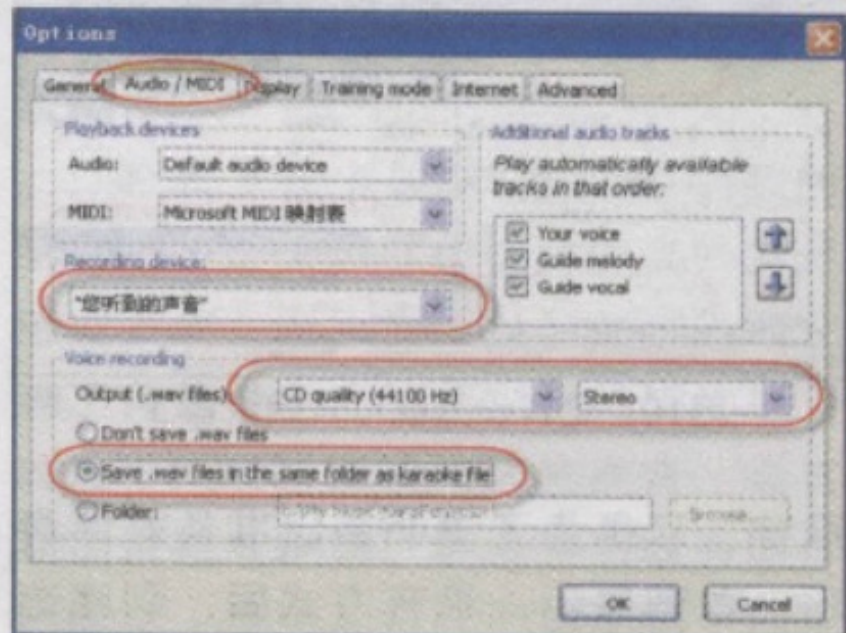 Options
General Audio / MIDI Display Training mode Internet Advanced
Playback devices
Audio: Default audio device
MIDI: Microsoft MIDI 映射表
Recording device:
"您听到的声音"
Additional audio tracks
Play automatically available
tracks in that order:
Your voice
Guide melody
Guide vocal
Voice recording
Output (.wav files): CD quality (44100 Hz) Stereo
Don't save .wav files
Save .wav files in the same folder as karaoke file
Folder:
Browse...
OK Cancel